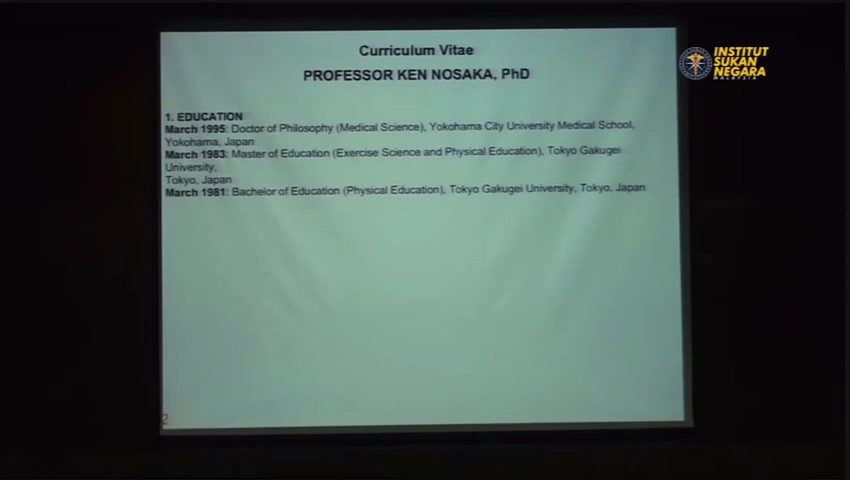 Curriculum Vitae
PROFESSOR KEN NOSAKA, PhD
1. EDUCATION
March 1995: Doctor of Philosophy (Medical Science), Yokohama City University Medical School,
Yokohama, Japan
March 1983: Master of Education (Exercise Science and Physical Education), Tokyo Gakugei
University,
Tokyo, Japan
March 1981: Bachelor of Education (Physical Education), Tokyo Gakugei University, Tokyo, Japan
2
INSTITUT
SUKAN
NEGARA
MALAYSIA